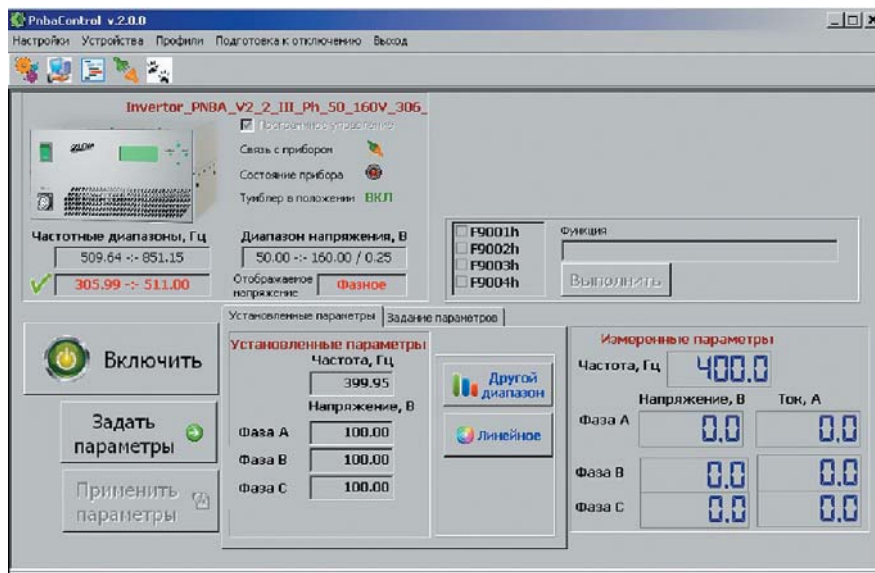 PnbaControl v.2.0.0
Настройки Устройства Профили Подготовка к отключению Выход
Invertor_PNBA_V2_2_III_Ph_50_160V_306_
Программное управление
Связь с прибором
Состояние прибора
Тумблер в положении ВКЛ
Частотные диапазоны, Гц
509.64 -:- 851.15
305.99 -:- 511.00
Диапазон напряжения, В
50.00 -:- 160.00 / 0.25
Отображаемое напряжение Фазное
F9001h
F9002h
F9003h
F9004h
Функция
Выполнить
Включить
Задать
параметры
Применить
параметры
Установленные параметры Задание параметров
Установленные параметры
Частота, Гц
399.95
Напряжение, В
Фаза А 100.00
Фаза В 100.00
Фаза С 100.00
Другой
диапазон
Линейное
Измеренные параметры
Частота, Гц 400.0
Напряжение, В Ток, А
Фаза А 0.0 0.0
Фаза В 0.0 0.0
Фаза С 0.0 0.0